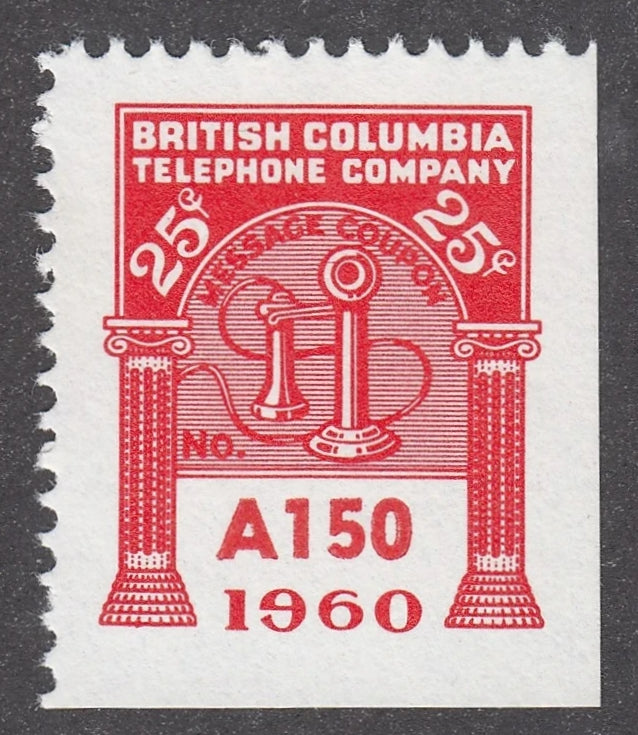 BRITISH COLUMBIA
TELEPHONE COMPANY
25¢ 25¢
MESSAGE COUPON
NO.
A150
1960